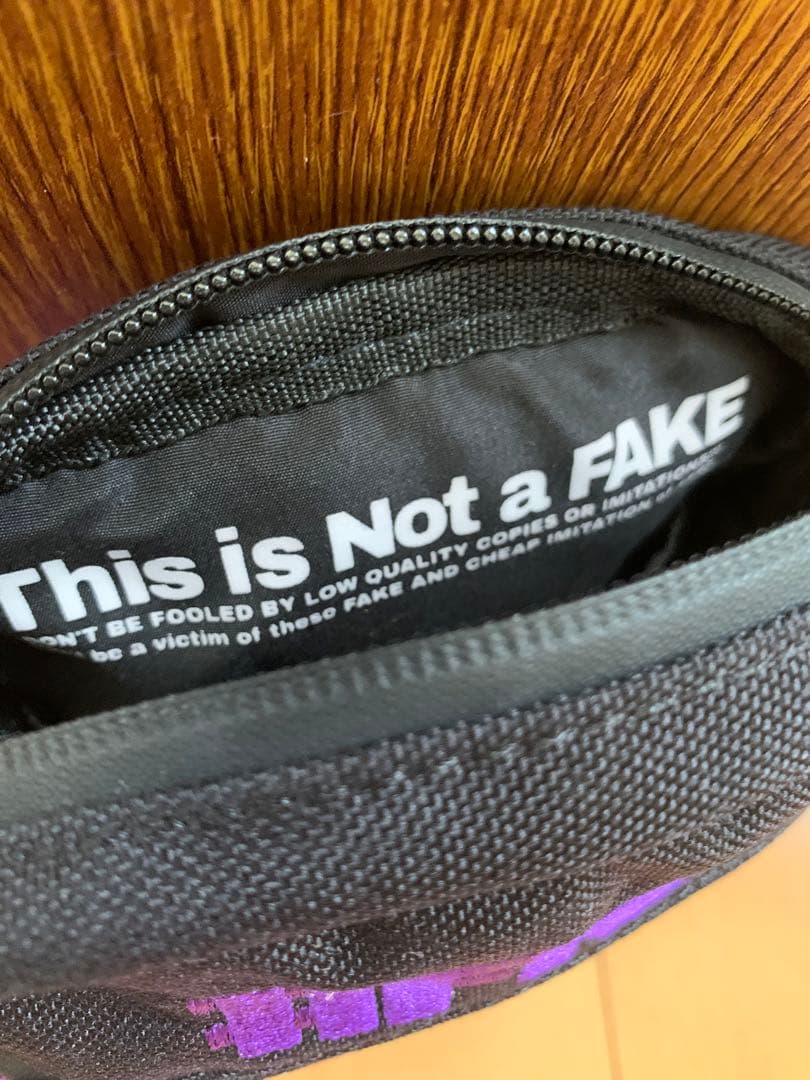 This is Not a FAKE
DON'T BE FOOLED BY LOW QUALITY COPIES OR IMITATIONS
be a victim of these FAKE AND CHEAP IMITATION